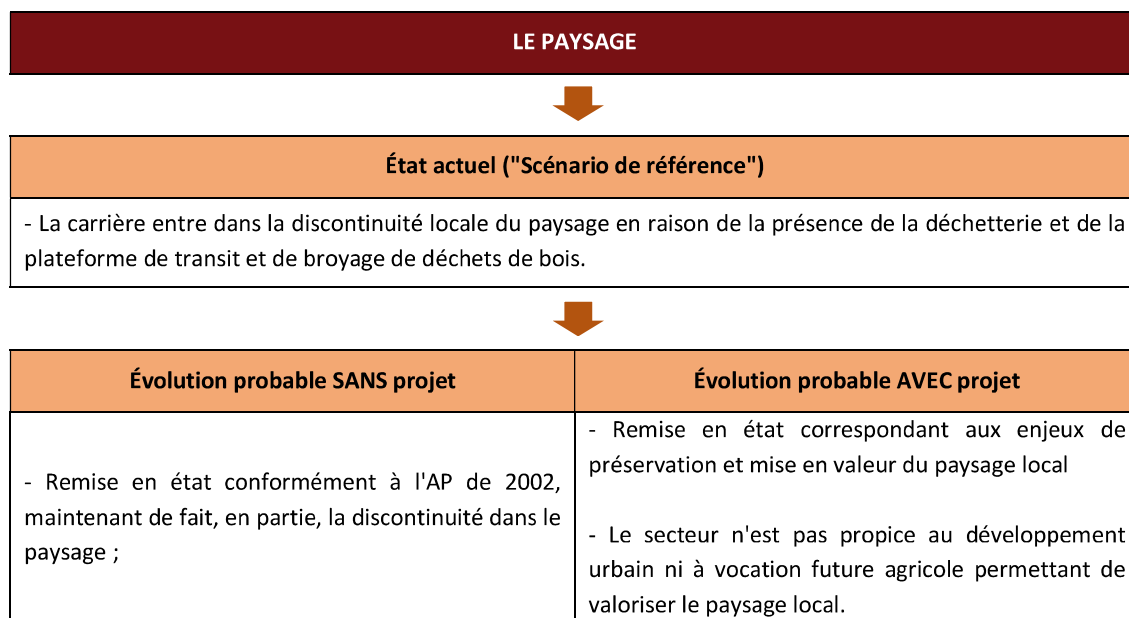 LE PAYSAGE
État actuel ("Scénario de référence")
- La carrière entre dans la discontinuité locale du paysage en raison de la présence de la déchetterie et de la
plateforme de transit et de broyage de déchets de bois.
Évolution probable SANS projet
- Remise en état conformément à l'AP de 2002,
maintenant de fait, en partie, la discontinuité dans le
paysage ;
Évolution probable AVEC projet
- Remise en état correspondant aux enjeux de
préservation et mise en valeur du paysage local
- Le secteur n'est pas propice au développement
urbain ni à vocation future agricole permettant de
valoriser le paysage local.